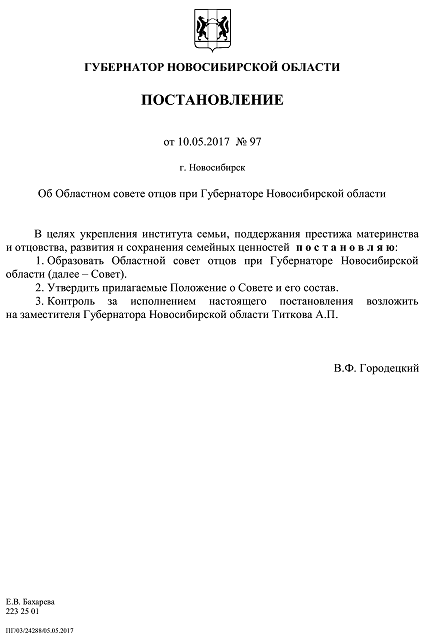 ГУБЕРНАТОР НОВОСИБИРСКОЙ ОБЛАСТИ
ПОСТАНОВЛЕНИЕ
от 10.05.2017 № 97
г. Новосибирск
Об Областном совете отцов при Губернаторе Новосибирской области
В целях укрепления института семьи, поддержания престижа материнства
и отцовства, развития и сохранения семейных ценностей постановляю:
1. Образовать Областной совет отцов при Губернаторе Новосибирской
области (далее – Совет).
2. Утвердить прилагаемые Положение о Совете и его состав.
3. Контроль за исполнением настоящего постановления возложить
на заместителя Губернатора Новосибирской области Титкова А.П.
В.Ф. Городецкий
Е.В. Бахарева
223 25 01
ПГ/03/24288/05.05.2017